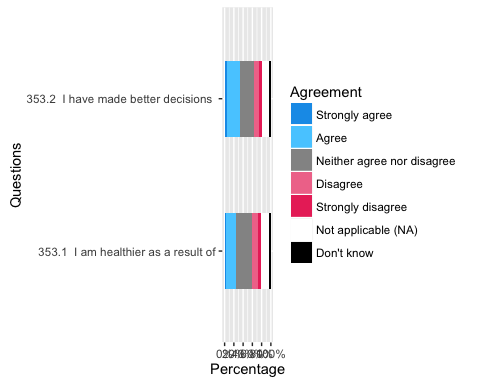 353.2 I have made better decisions
353.1 I am healthier as a result of
Questions
Percentage
Agreement
Strongly agree
Agree
Neither agree nor disagree
Disagree
Strongly disagree
Not applicable (NA)
Don't know